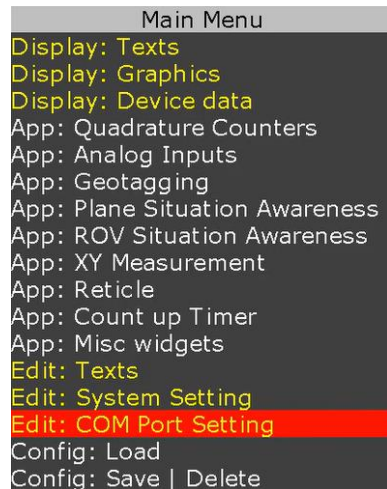 Main Menu
Display: Texts
Display: Graphics
Display: Device data
App: Quadrature Counters
App: Analog Inputs
App: Geotagging
App: Plane Situation Awareness
App: ROV Situation Awareness
App: XY Measurement
App: Reticle
App: Count up Timer
App: Misc widgets
Edit: Texts
Edit: System Setting
Edit: COM Port Setting
Config: Load
Config: Save | Delete